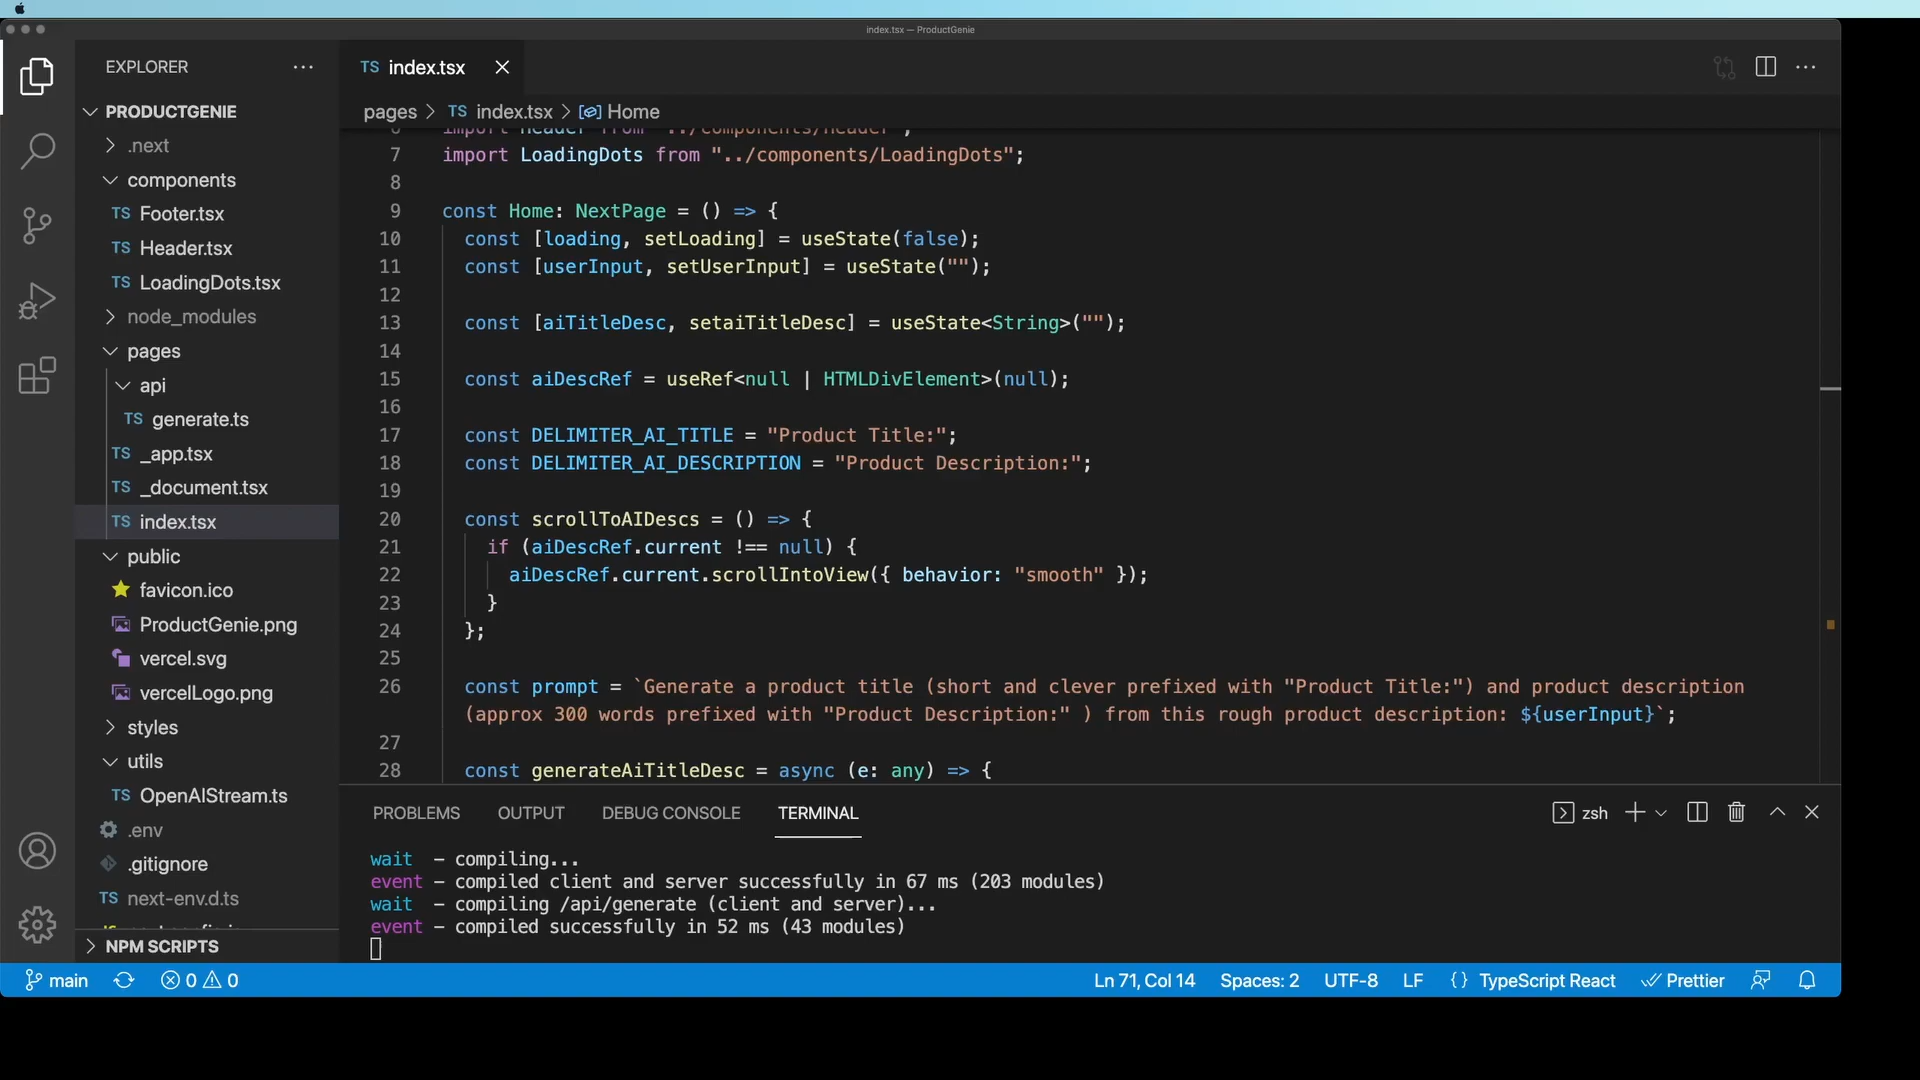 index.tsx — ProductGenie
EXPLORER
TS index.tsx
PRODUCTGENIE
pages > TS index.tsx > Home
.next
components
TS Footer.tsx
TS Header.tsx
TS LoadingDots.tsx
node_modules
pages
api
TS generate.ts
TS _app.tsx
TS _document.tsx
TS index.tsx
public
favicon.ico
ProductGenie.png
vercel.svg
vercelLogo.png
styles
utils
TS OpenAIStream.ts
.env
.gitignore
TS next-env.d.ts
NPM SCRIPTS
6 import Header from "../components/Header";
7 import LoadingDots from "../components/LoadingDots";
8
9 const Home: NextPage = () => {
10 const [loading, setLoading] = useState(false);
11 const [userInput, setUserInput] = useState("");
12
13 const [aiTitleDesc, setaiTitleDesc] = useState<String>("");
14
15 const aiDescRef = useRef<null | HTMLDivElement>(null);
16
17 const DELIMITER_AI_TITLE = "Product Title:";
18 const DELIMITER_AI_DESCRIPTION = "Product Description:";
19
20 const scrollToAIDescs = () => {
21 if (aiDescRef.current !== null) {
22 aiDescRef.current.scrollIntoView({ behavior: "smooth" });
23 }
24 };
25
26 const prompt = `Generate a product title (short and clever prefixed with "Product Title:") and product description
(approx 300 words prefixed with "Product Description:" ) from this rough product description: ${userInput}`;
27
28 const generateAiTitleDesc = async (e: any) => {
PROBLEMS OUTPUT DEBUG CONSOLE TERMINAL
zsh
wait – compiling...
event – compiled client and server successfully in 67 ms (203 modules)
wait – compiling /api/generate (client and server)...
event – compiled successfully in 52 ms (43 modules)
main 0 0 Ln 71, Col 14 Spaces: 2 UTF-8 LF {} TypeScript React Prettier